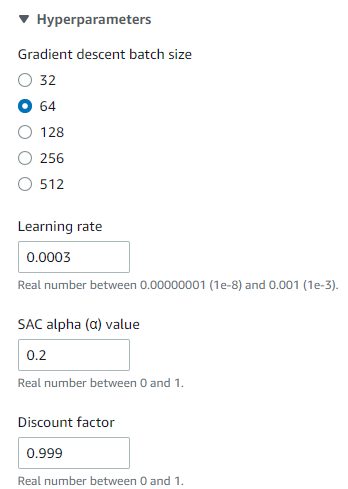 Hyperparameters
Gradient descent batch size
32
64
128
256
512
Learning rate
0.0003
Real number between 0.00000001 (1e-8) and 0.001 (1e-3).
SAC alpha (α) value
0.2
Real number between 0 and 1.
Discount factor
0.999
Real number between 0 and 1.